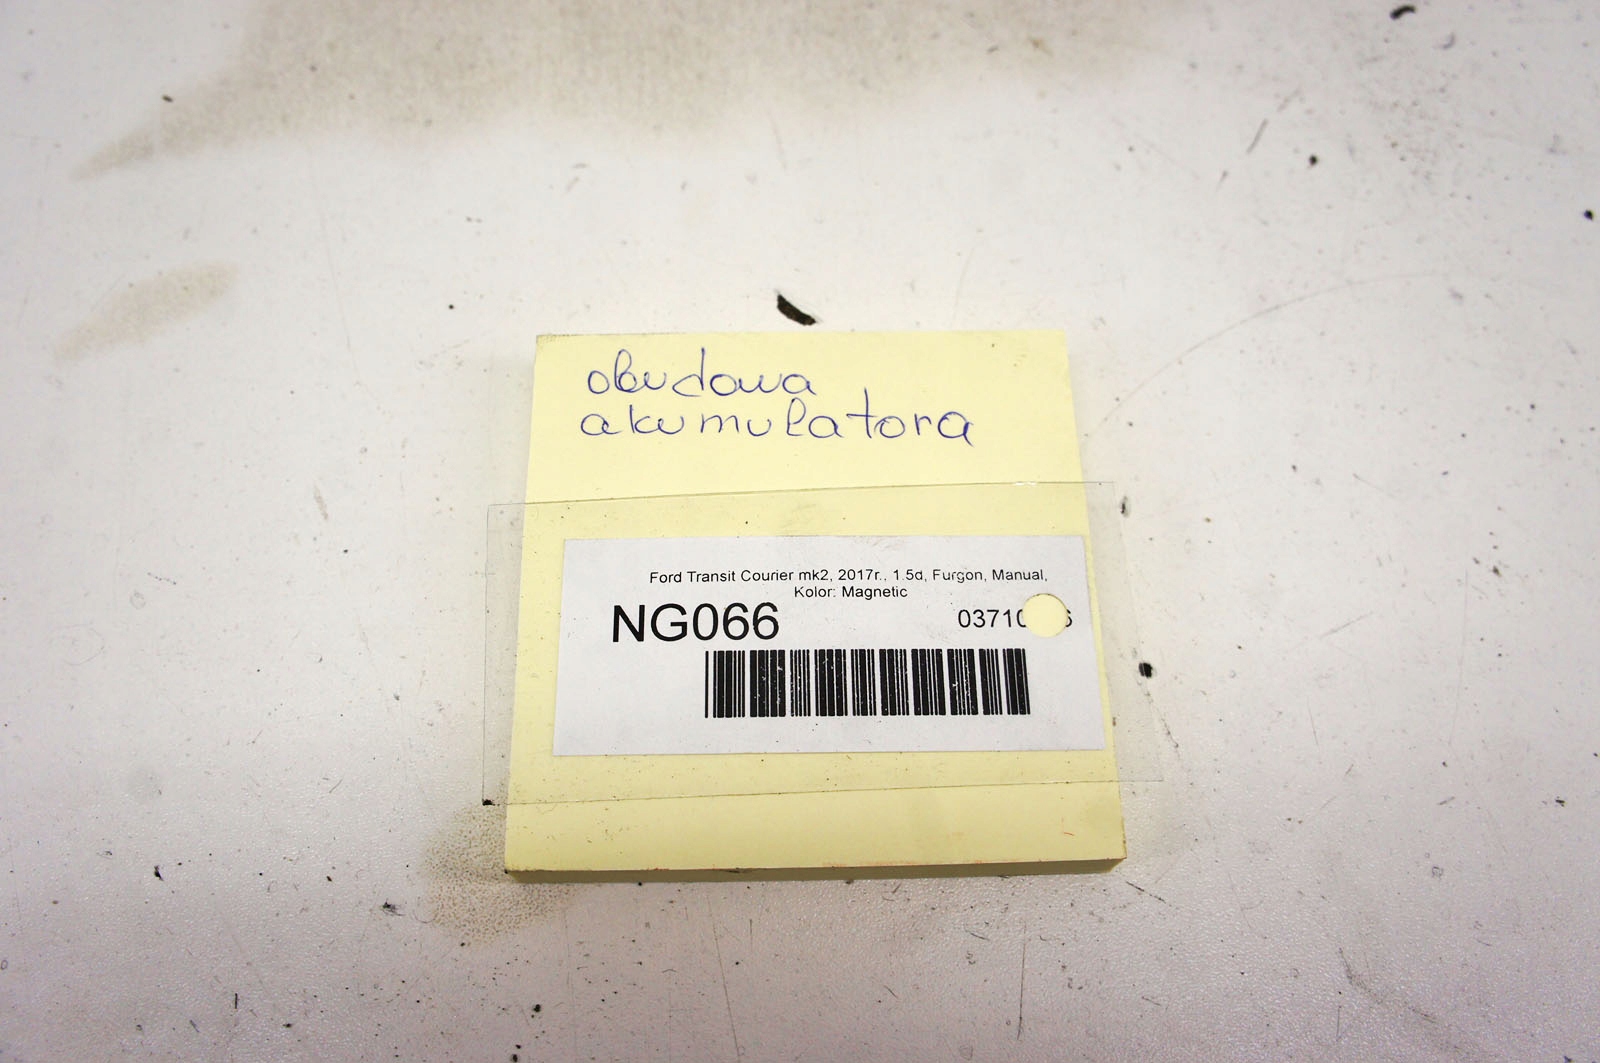 obudowa
akumulatora
Ford Transit Courier mk2, 2017r., 1.5d, Furgon, Manual,
Kolor: Magnetic
NG066